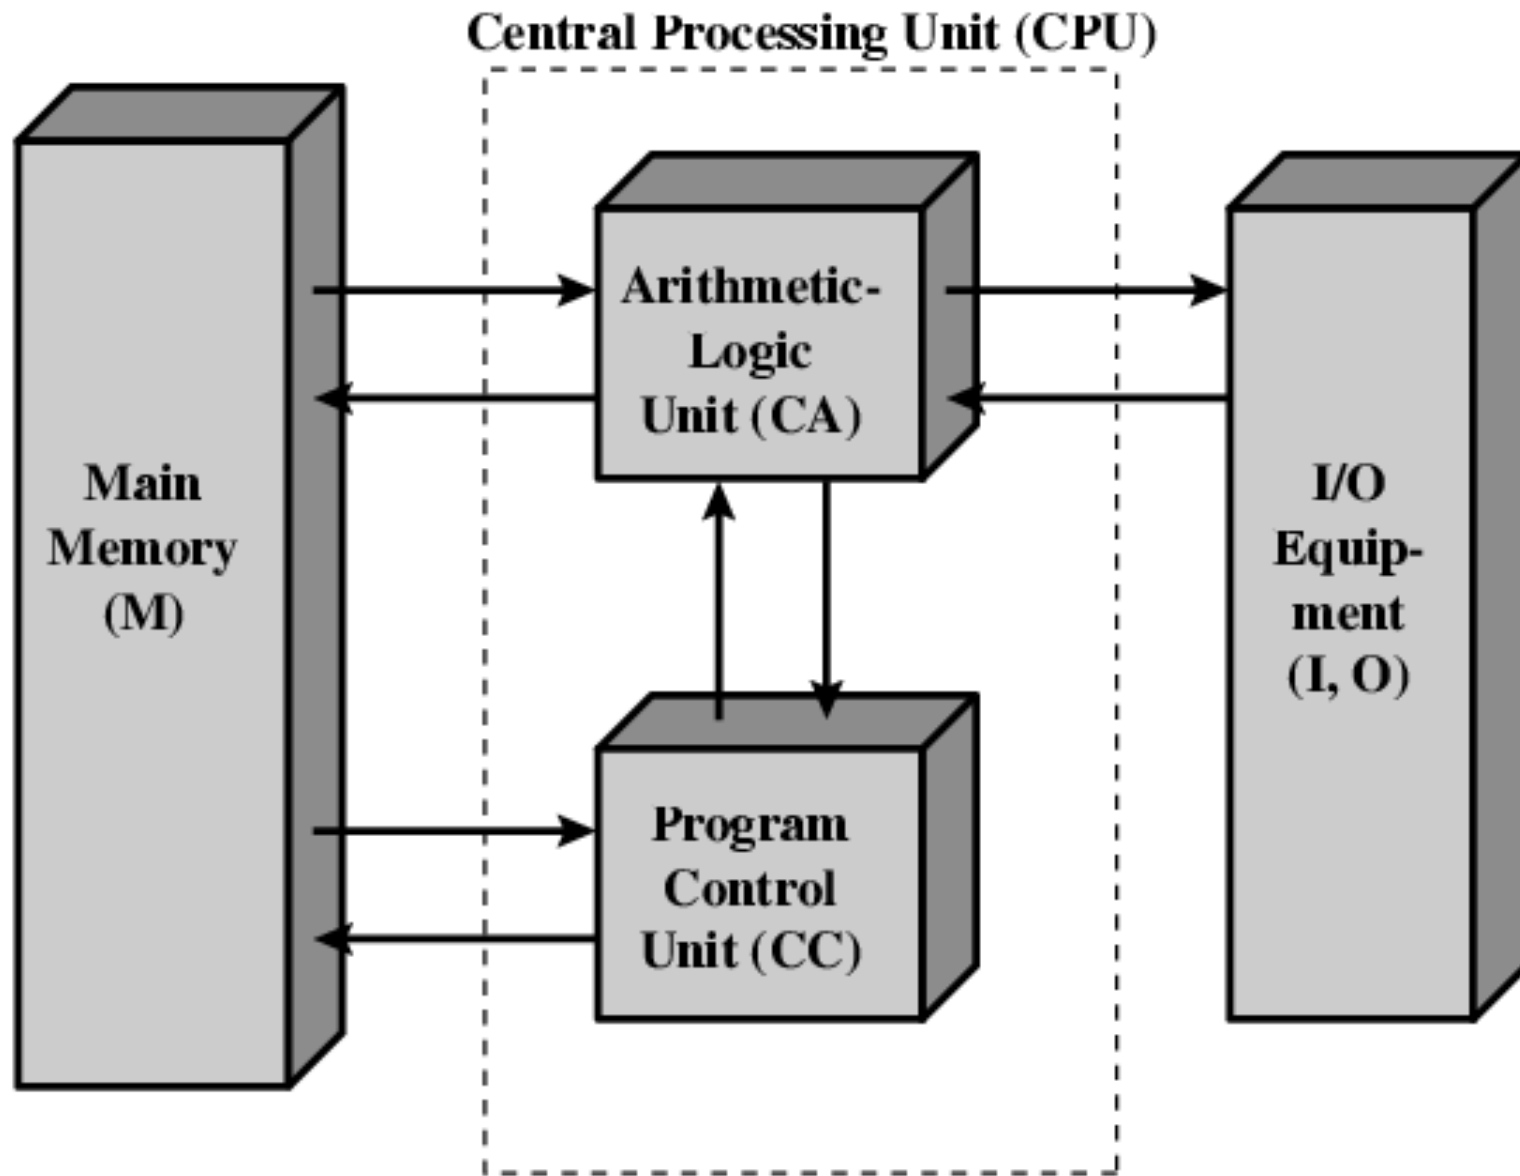 Central Processing Unit (CPU)
Main
Memory
(M)
Arithmetic-
Logic
Unit (CA)
Program
Control
Unit (CC)
I/O
Equip-
ment
(I, O)